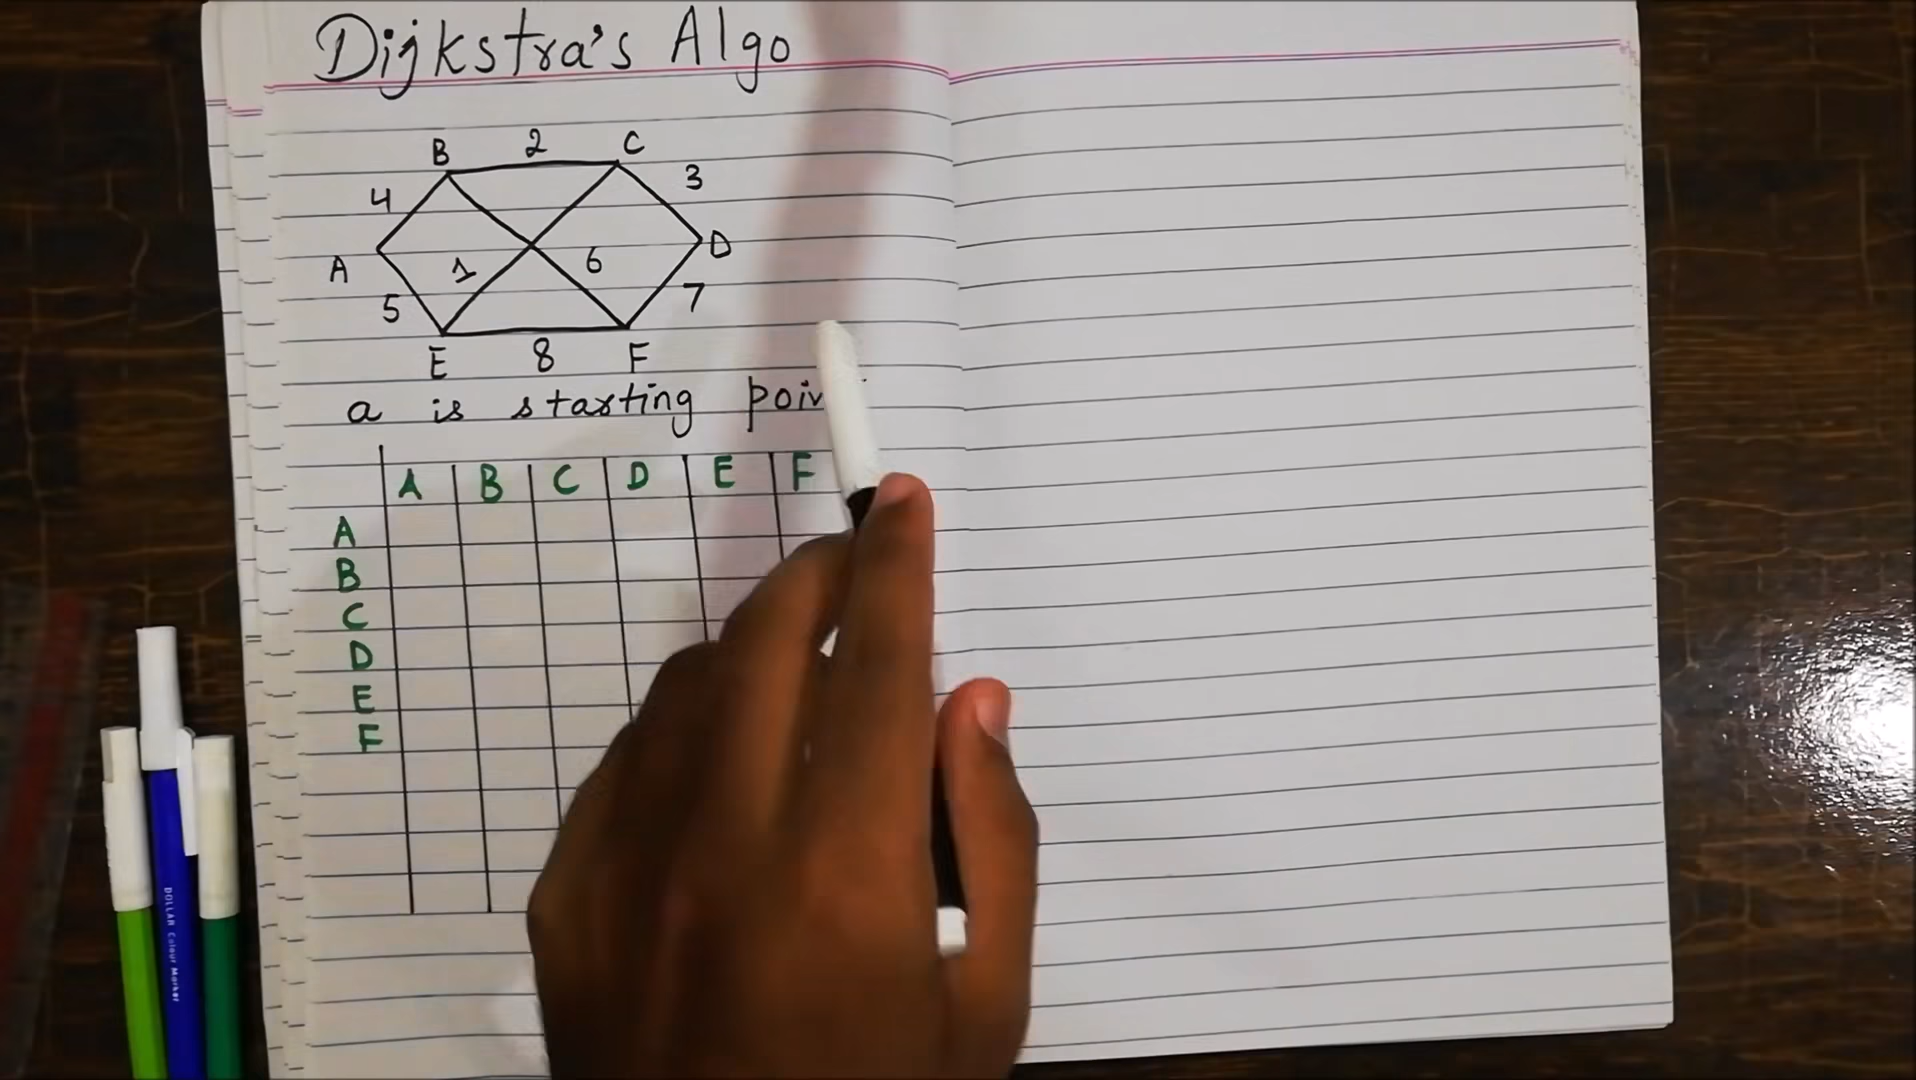 Dijkstra's Algo
B 2 C
4 3
A 1 6 D
5 7
E 8 F
a is starting
A B C D E F
A
B
C
D
E
F
DOLLAR Colour Marker